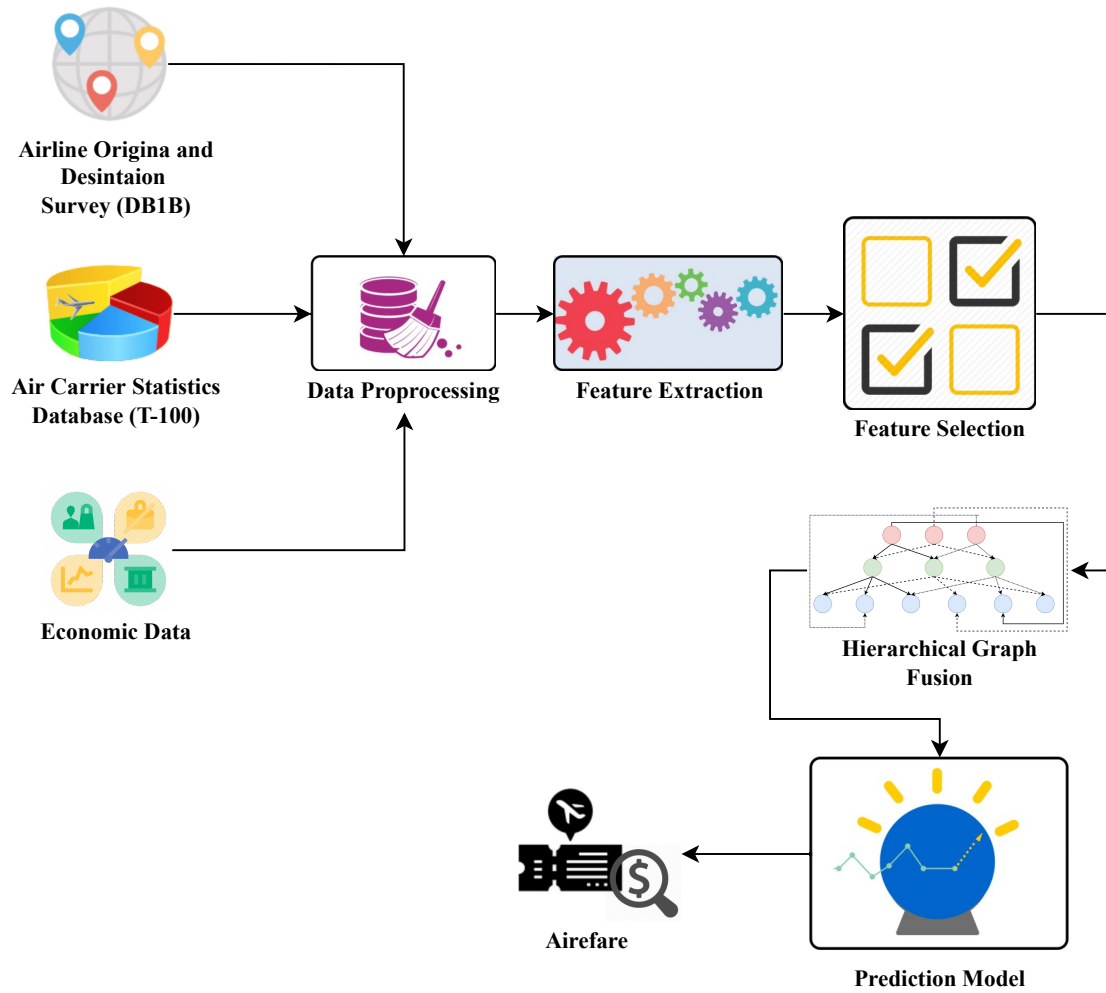 Airline Origina and
Desintaion
Survey (DB1B)
Air Carrier Statistics
Database (T-100)
Economic Data
Data Proprocessing
Feature Extraction
Feature Selection
Hierarchical Graph
Fusion
Prediction Model
Airefare
$